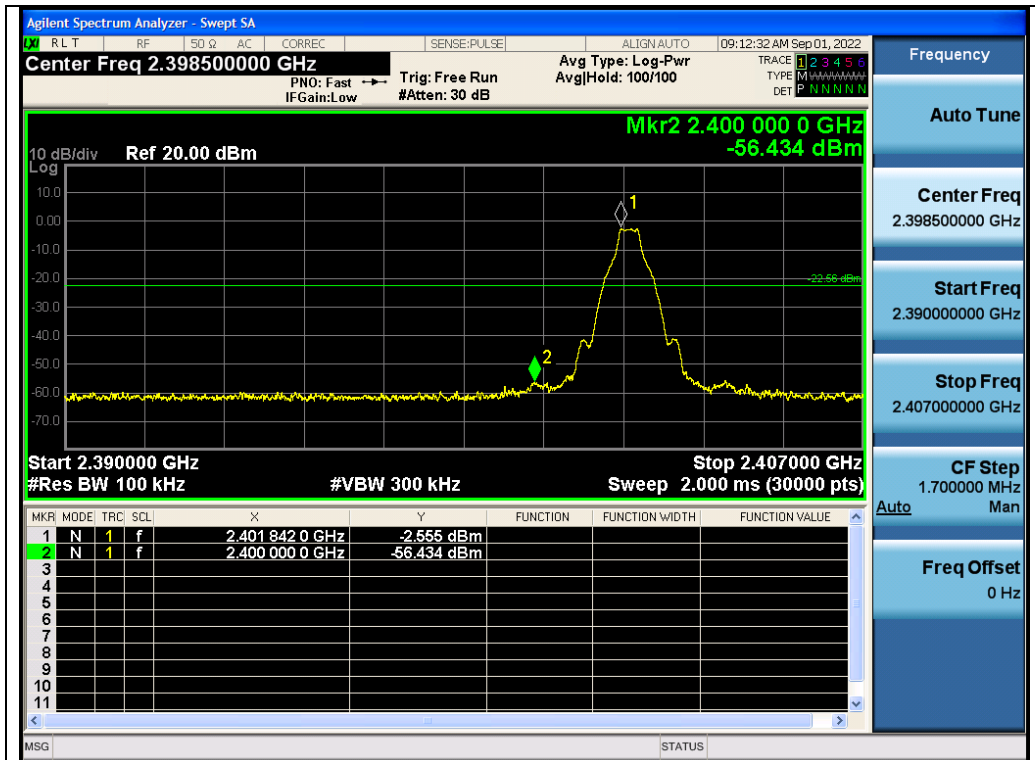 Agilent Spectrum Analyzer - Swept SA
LXI R L T RF 50 Ω AC CORREC SENSE:PULSE ALIGN AUTO 09:12:32 AM Sep 01, 2022
Center Freq 2.398500000 GHz
PNO: Fast
IFGain:Low
Trig: Free Run
#Atten: 30 dB
Avg Type: Log-Pwr
Avg|Hold: 100/100
TRACE 1 2 3 4 5 6
TYPE M WWWWW
DET P N N N N N
Mkr2 2.400 000 0 GHz
-56.434 dBm
10 dB/div Ref 20.00 dBm
Log
10.0
0.00
-10.0
-20.0
-30.0
-40.0
-50.0
-60.0
-70.0
1
-22.56 dBm
2
Start 2.390000 GHz Stop 2.407000 GHz
#Res BW 100 kHz #VBW 300 kHz Sweep 2.000 ms (30000 pts)
MKR MODE TRC SCL X Y FUNCTION FUNCTION WIDTH FUNCTION VALUE
1 N 1 f 2.401 842 0 GHz -2.555 dBm
2 N 1 f 2.400 000 0 GHz -56.434 dBm
3
4
5
6
7
8
9
10
11
MSG STATUS
Frequency
Auto Tune
Center Freq
2.398500000 GHz
Start Freq
2.390000000 GHz
Stop Freq
2.407000000 GHz
CF Step
1.700000 MHz
Auto Man
Freq Offset
0 Hz